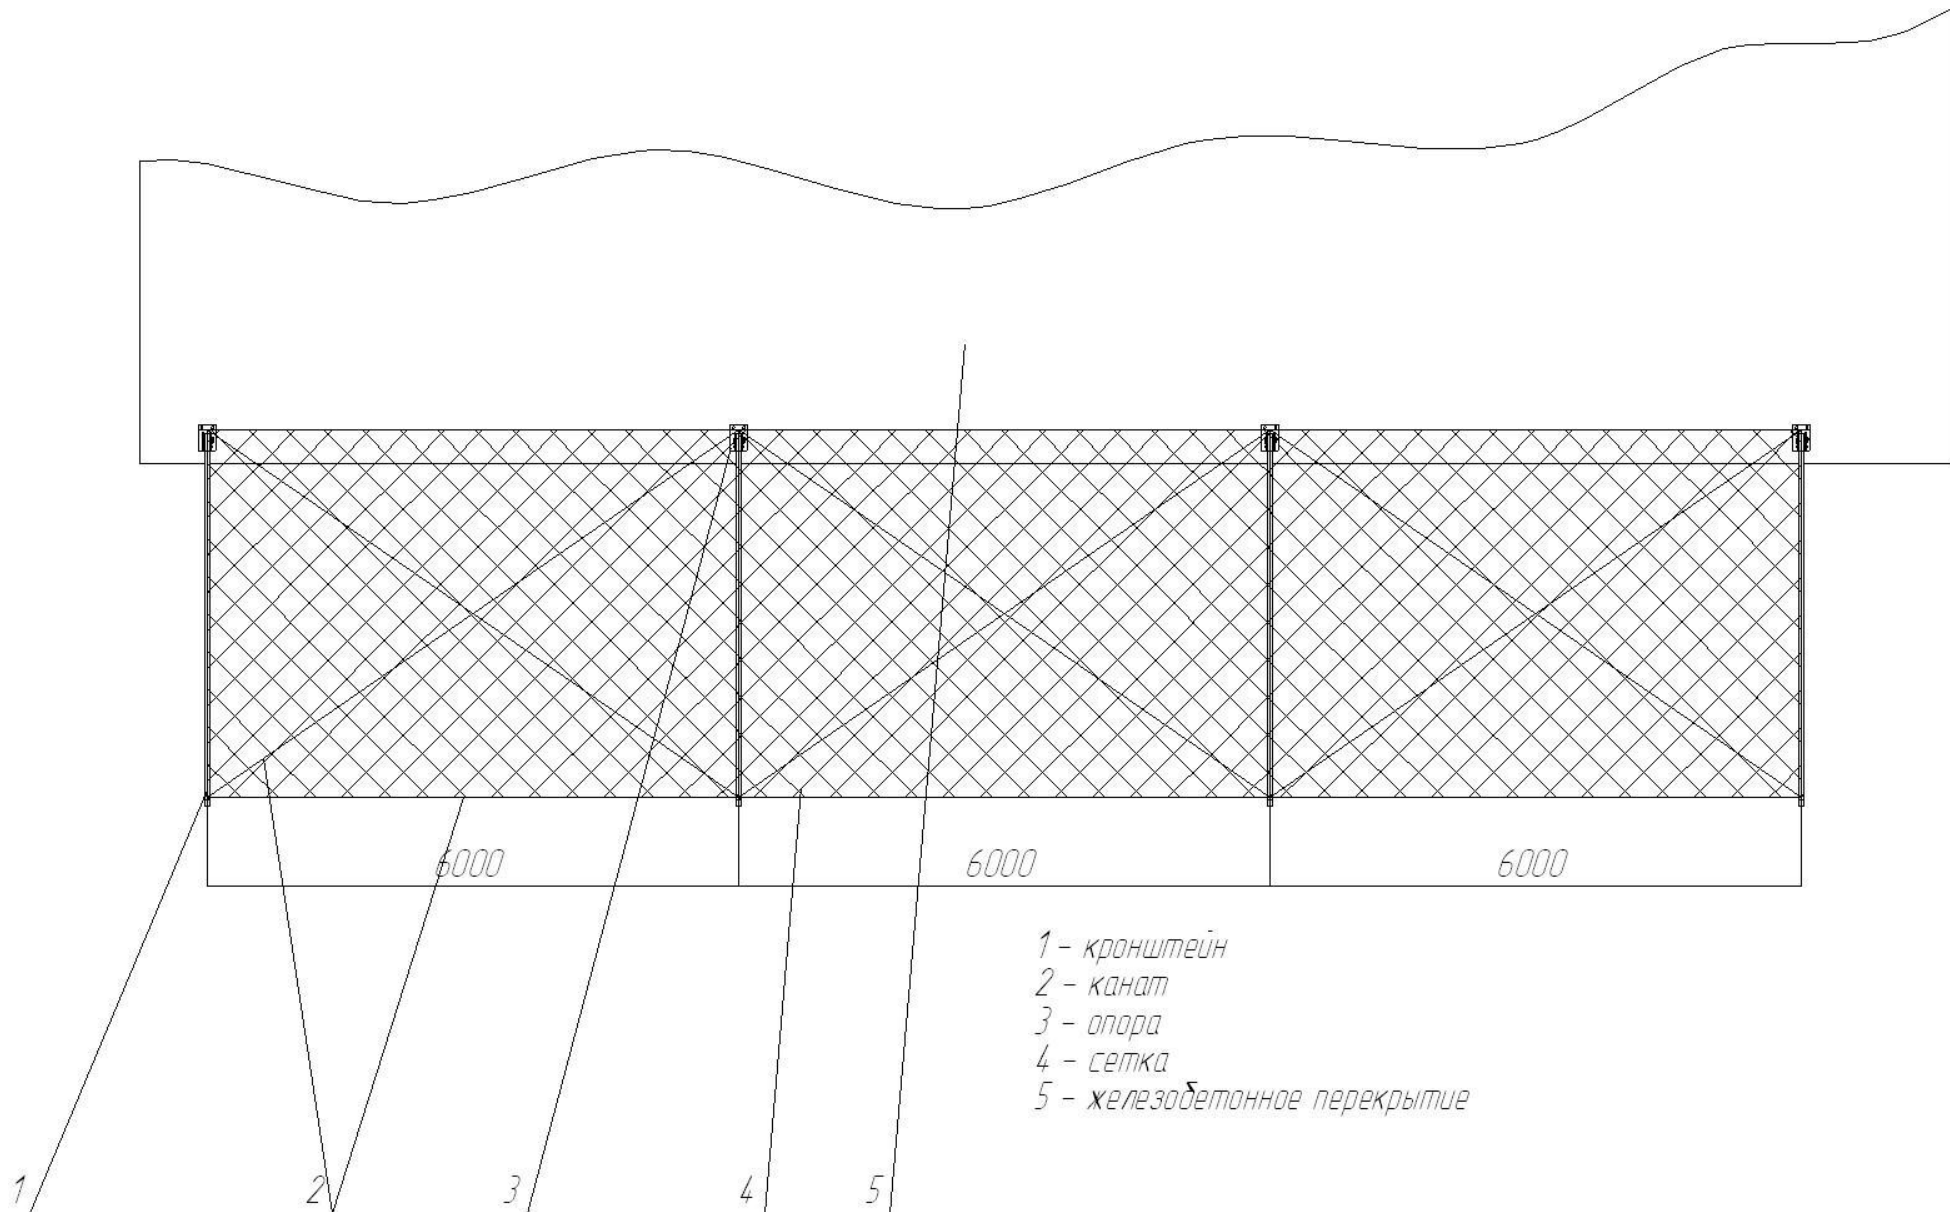 6000 6000 6000
1 - кронштейн
2 - канат
3 - опора
4 - сетка
5 - железобетонное перекрытие
1 2 3 4 5